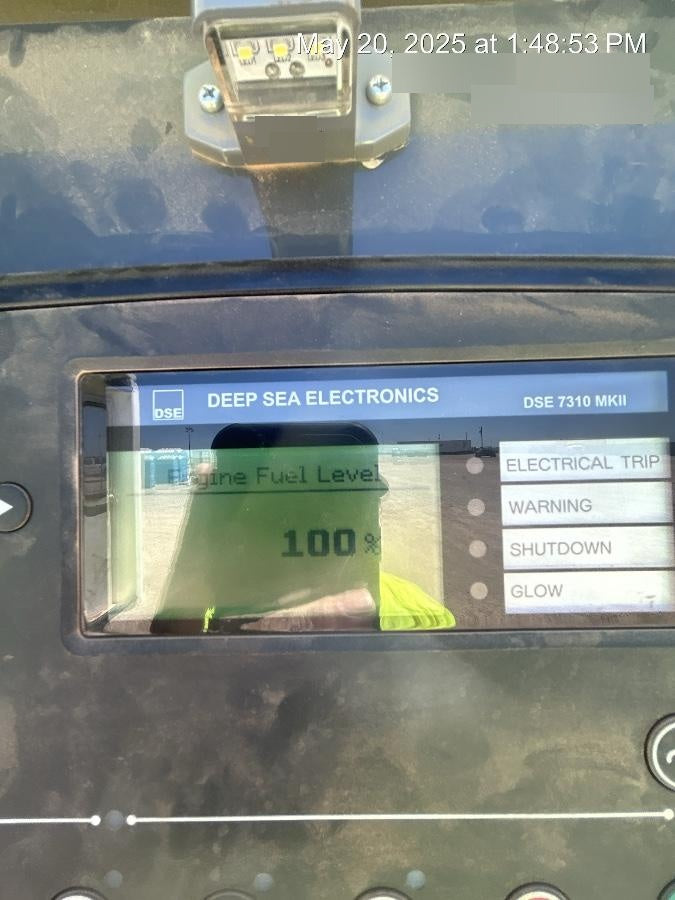 May 20, 2025 at 1:48:53 PM
DSE
DEEP SEA ELECTRONICS
DSE 7310 MKII
Engine Fuel Level
100 %
ELECTRICAL TRIP
WARNING
SHUTDOWN
GLOW